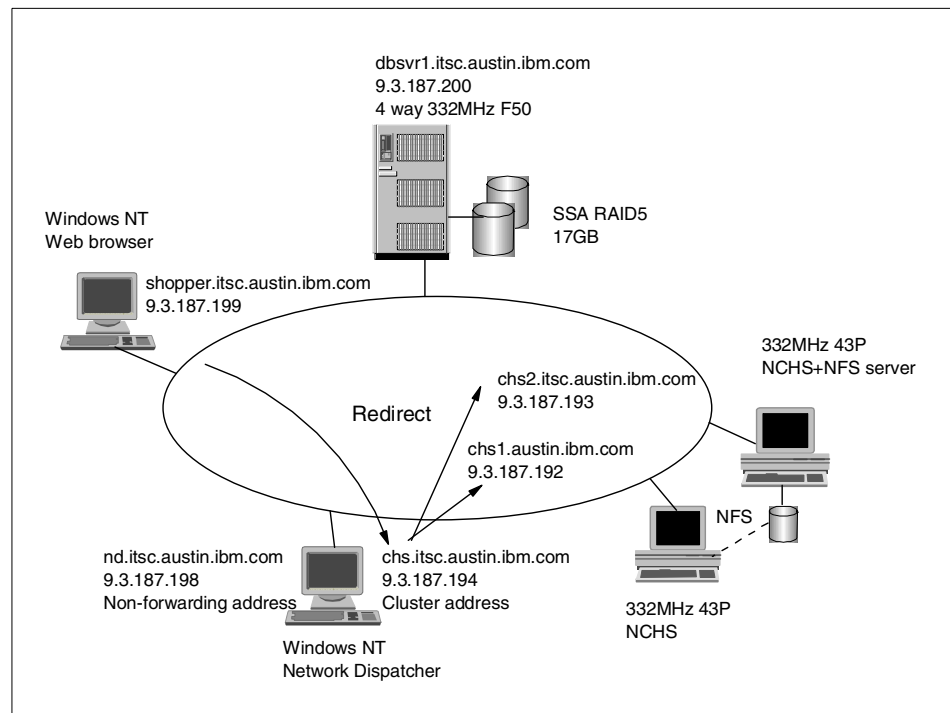 dbsvr1.itsc.austin.ibm.com
9.3.187.200
4 way 332MHz F50
SSA RAID5
17GB
Windows NT
Web browser
shopper.itsc.austin.ibm.com
9.3.187.199
332MHz 43P
NCHS+NFS server
chs2.itsc.austin.ibm.com
9.3.187.193
Redirect
chs1.austin.ibm.com
9.3.187.192
NFS
nd.itsc.austin.ibm.com
9.3.187.198
Non-forwarding address
chs.itsc.austin.ibm.com
9.3.187.194
Cluster address
332MHz 43P
NCHS
Windows NT
Network Dispatcher